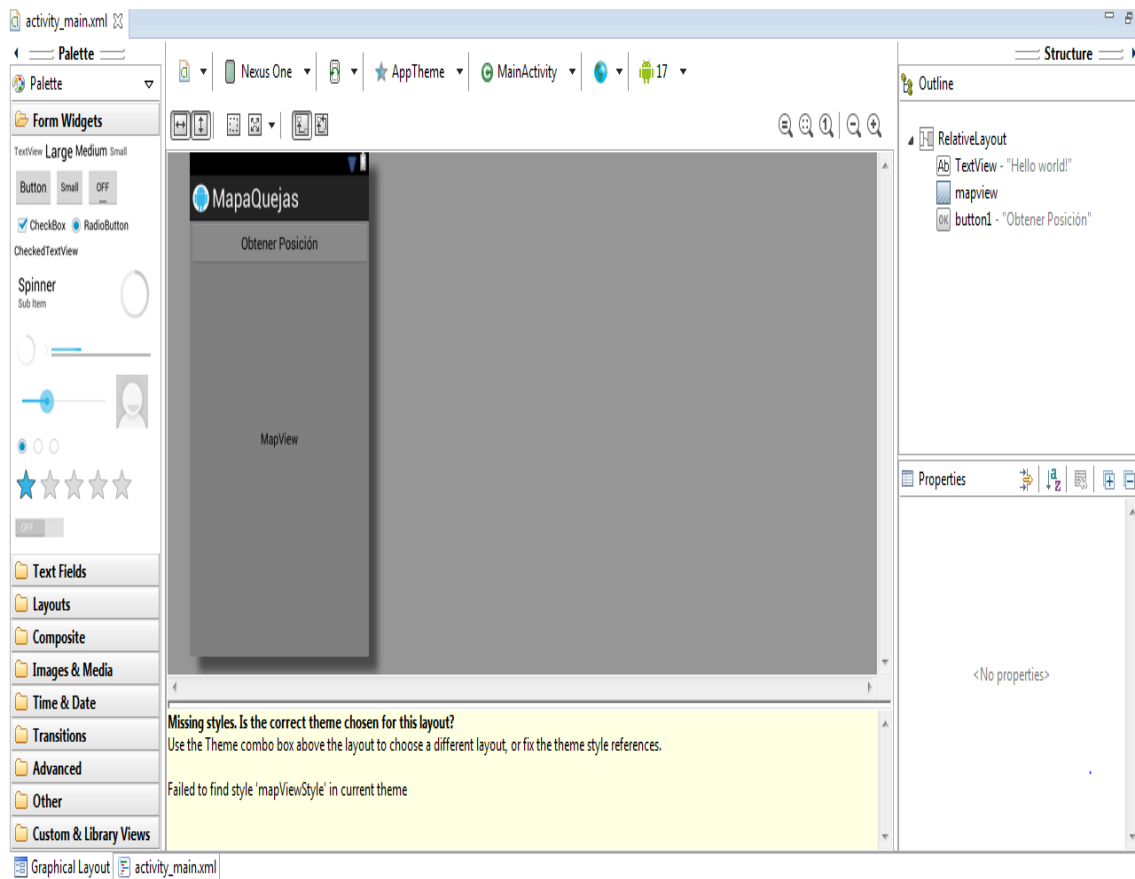 activity_main.xml
Palette
Palette
Form Widgets
TextView Large Medium Small
Button Small OFF
CheckBox RadioButton
CheckedTextView
Spinner
Sub Item
OFF
Text Fields
Layouts
Composite
Images & Media
Time & Date
Transitions
Advanced
Other
Custom & Library Views
Nexus One AppTheme MainActivity 17
MapaQuejas
Obtener Posición
MapView
Missing styles. Is the correct theme chosen for this layout?
Use the Theme combo box above the layout to choose a different layout, or fix the theme style references.
Failed to find style 'mapViewStyle' in current theme
Structure
Outline
RelativeLayout
Ab TextView - "Hello world!"
mapview
OK button1 - "Obtener Posición"
Properties
<No properties>
Graphical Layout activity_main.xml